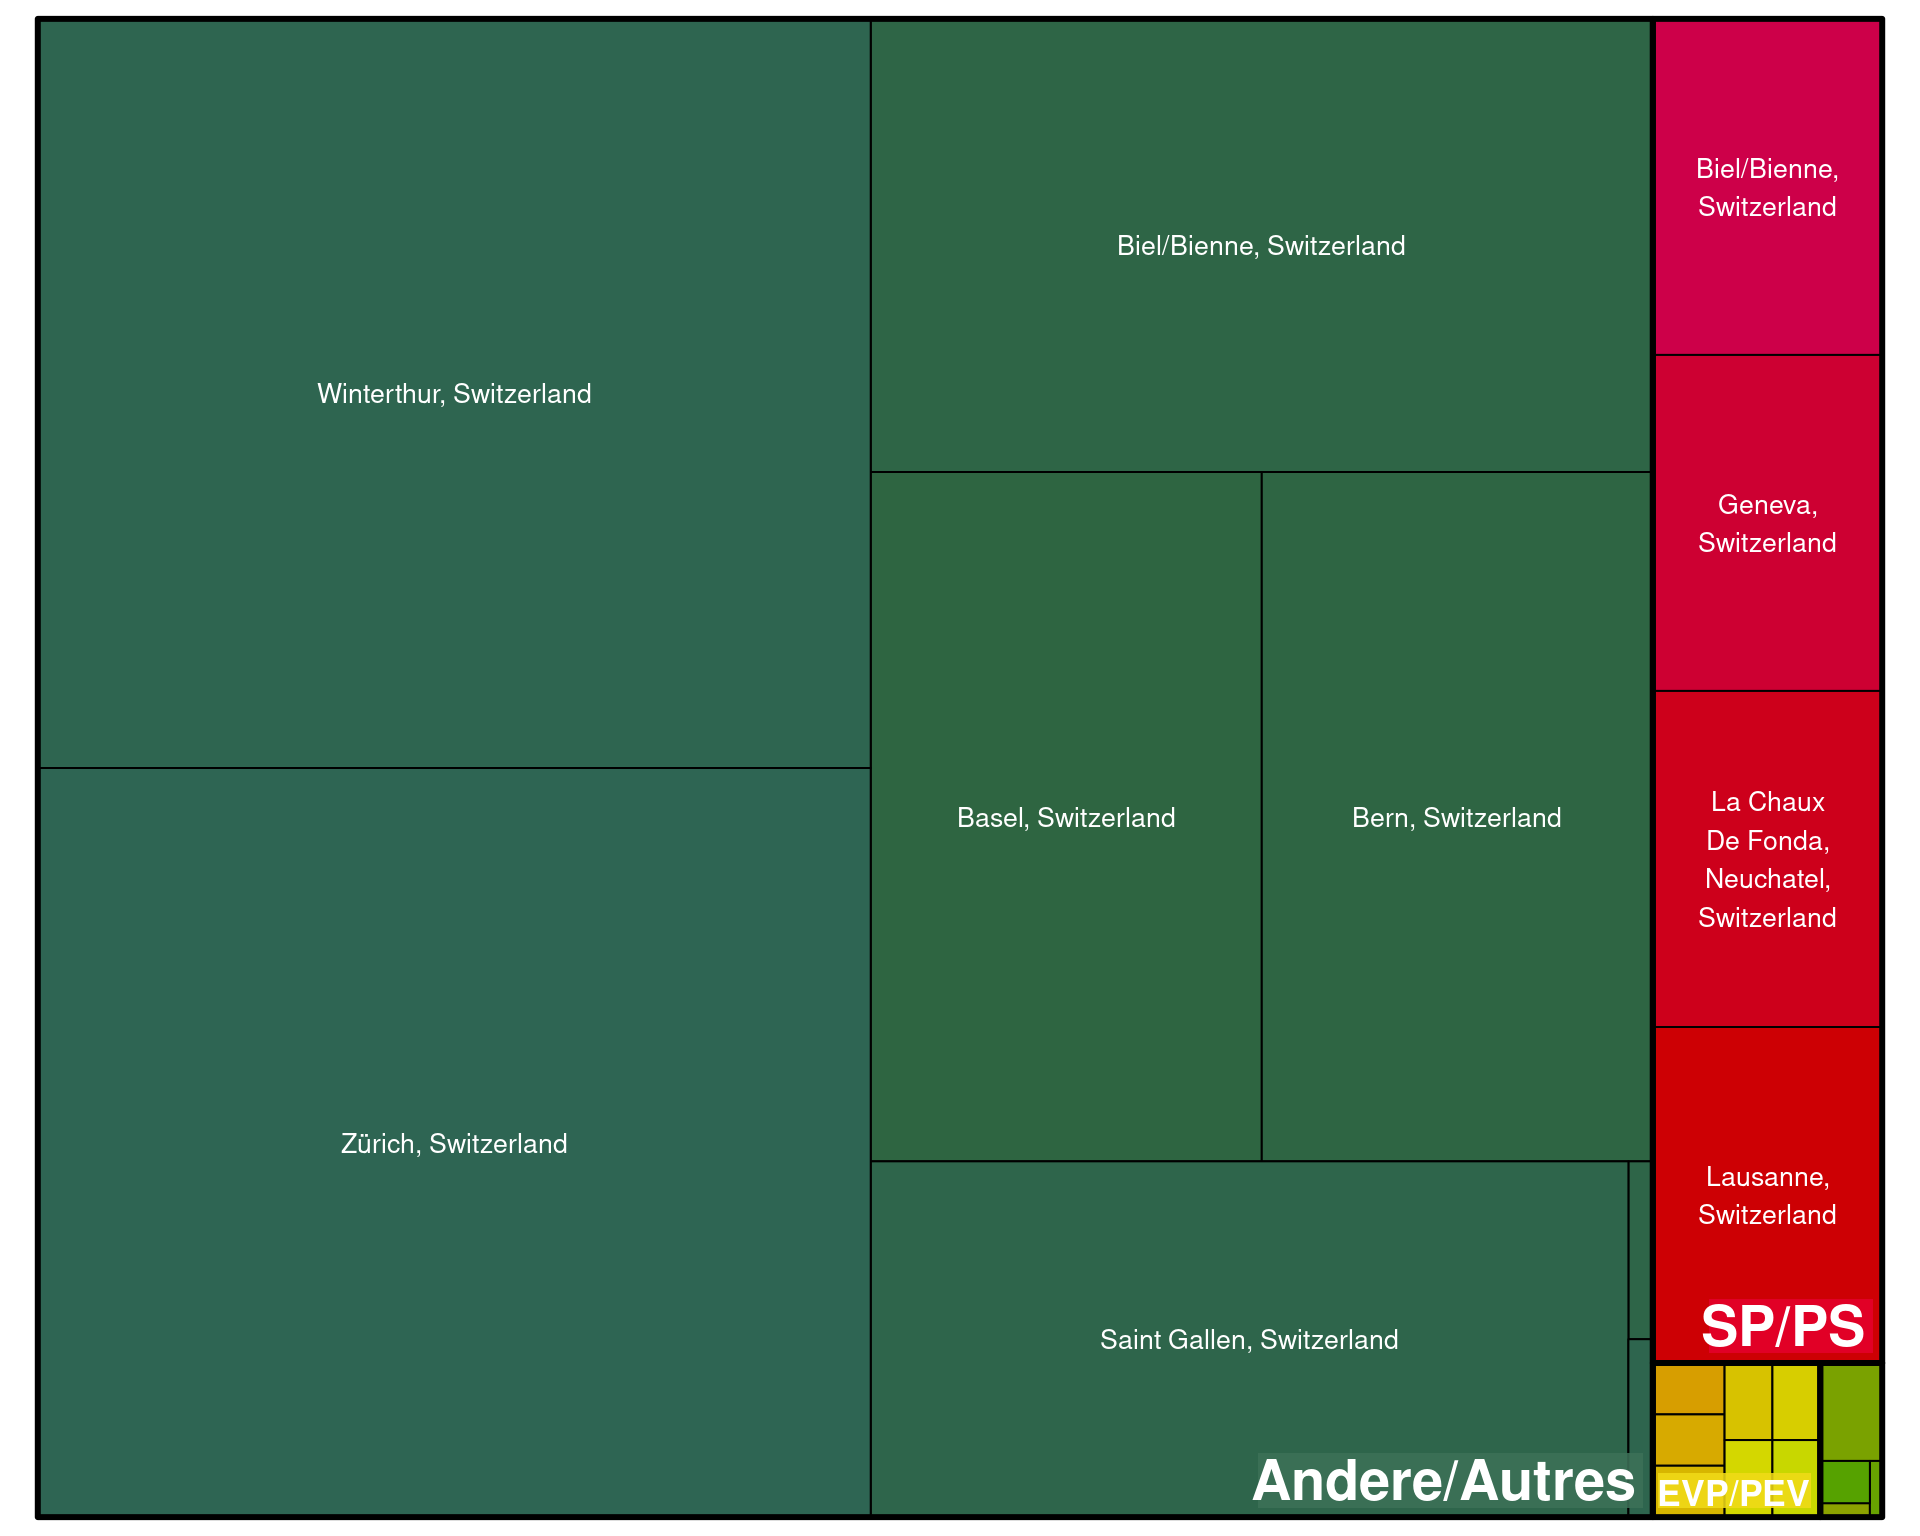 Winterthur, Switzerland
Zürich, Switzerland
Biel/Bienne, Switzerland
Basel, Switzerland
Bern, Switzerland
Saint Gallen, Switzerland
Andere/Autres
Biel/Bienne,
Switzerland
Geneva,
Switzerland
La Chaux
De Fonda,
Neuchatel,
Switzerland
Lausanne,
Switzerland
SP/PS
EVP/PEV